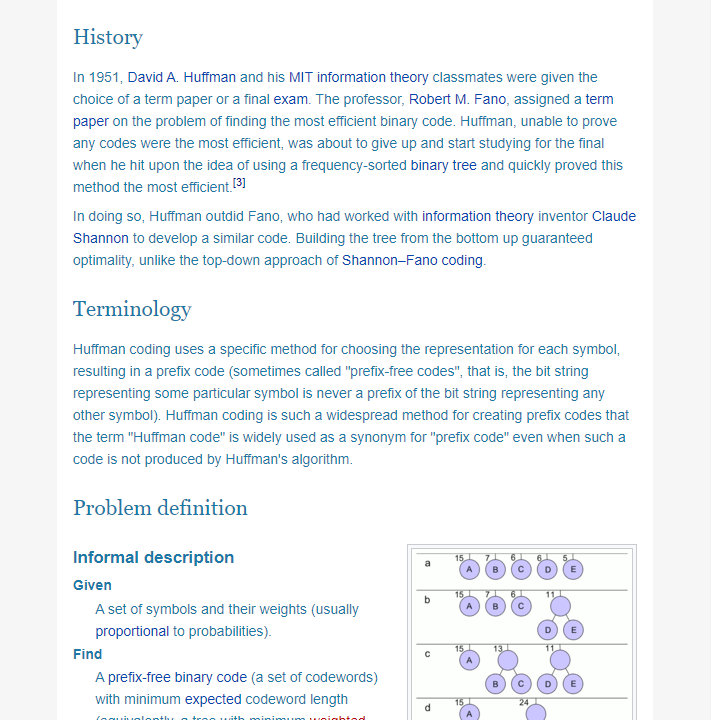 History
In 1951, David A. Huffman and his MIT information theory classmates were given the
choice of a term paper or a final exam. The professor, Robert M. Fano, assigned a term
paper on the problem of finding the most efficient binary code. Huffman, unable to prove
any codes were the most efficient, was about to give up and start studying for the final
when he hit upon the idea of using a frequency-sorted binary tree and quickly proved this
method the most efficient.[3]
In doing so, Huffman outdid Fano, who had worked with information theory inventor Claude
Shannon to develop a similar code. Building the tree from the bottom up guaranteed
optimality, unlike the top-down approach of Shannon–Fano coding.
Terminology
Huffman coding uses a specific method for choosing the representation for each symbol,
resulting in a prefix code (sometimes called "prefix-free codes", that is, the bit string
representing some particular symbol is never a prefix of the bit string representing any
other symbol). Huffman coding is such a widespread method for creating prefix codes that
the term "Huffman code" is widely used as a synonym for "prefix code" even when such a
code is not produced by Huffman's algorithm.
Problem definition
Informal description
Given
A set of symbols and their weights (usually
proportional to probabilities).
Find
A prefix-free binary code (a set of codewords)
with minimum expected codeword length
(equivalently, a tree with minimum weighted
15 7 6 6 5
a A B C D E
15 7 6 11
b A B C
D E
15 13 11
c A
B C D E
15 24
d A